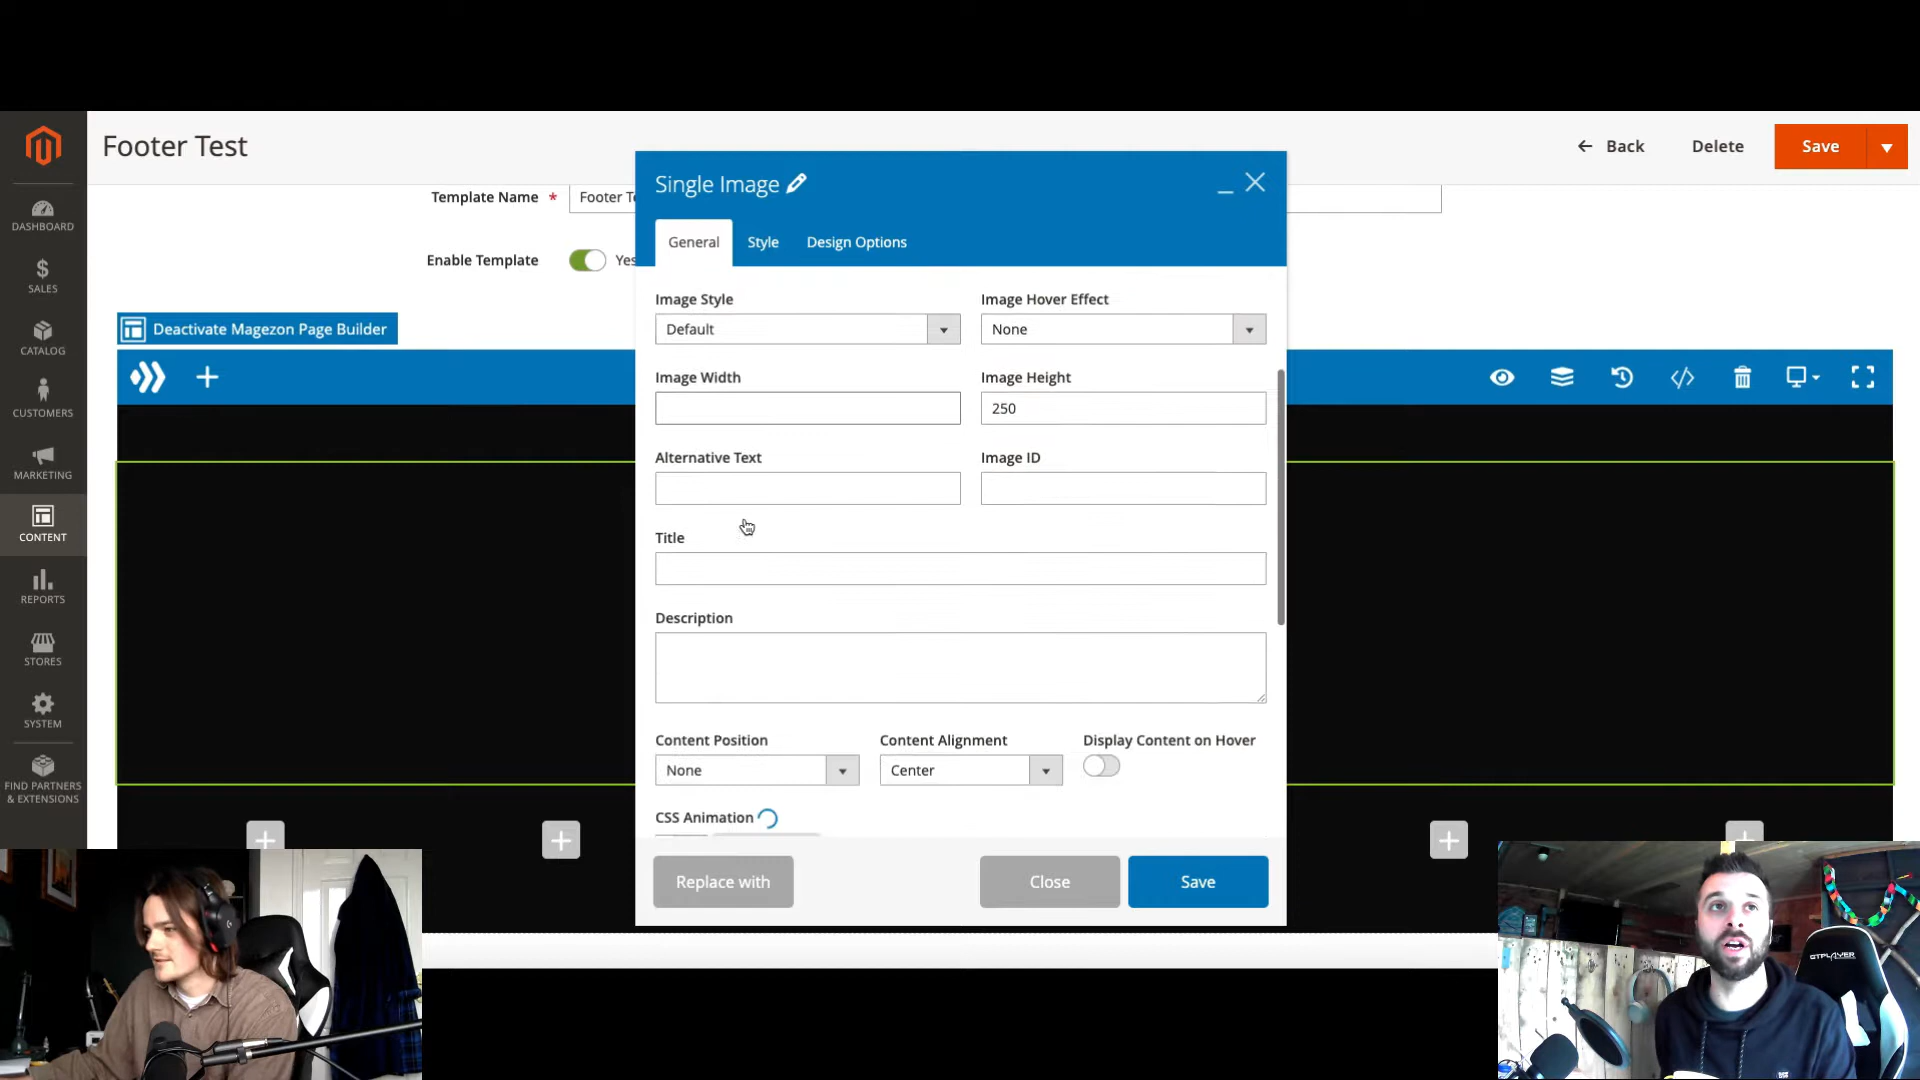 Footer Test
Back
Delete
Save
Single Image
Template Name *
Footer Te
General
Style
Design Options
Enable Template
Yes
Image Style
Image Hover Effect
Default
None
Deactivate Magezon Page Builder
Image Width
Image Height
250
Alternative Text
Image ID
Title
Description
Content Position
Content Alignment
Display Content on Hover
None
Center
CSS Animation
Replace with
Close
Save
DASHBOARD
$
SALES
CATALOG
CUSTOMERS
MARKETING
CONTENT
REPORTS
STORES
SYSTEM
FIND PARTNERS
& EXTENSIONS
GTPLAYER